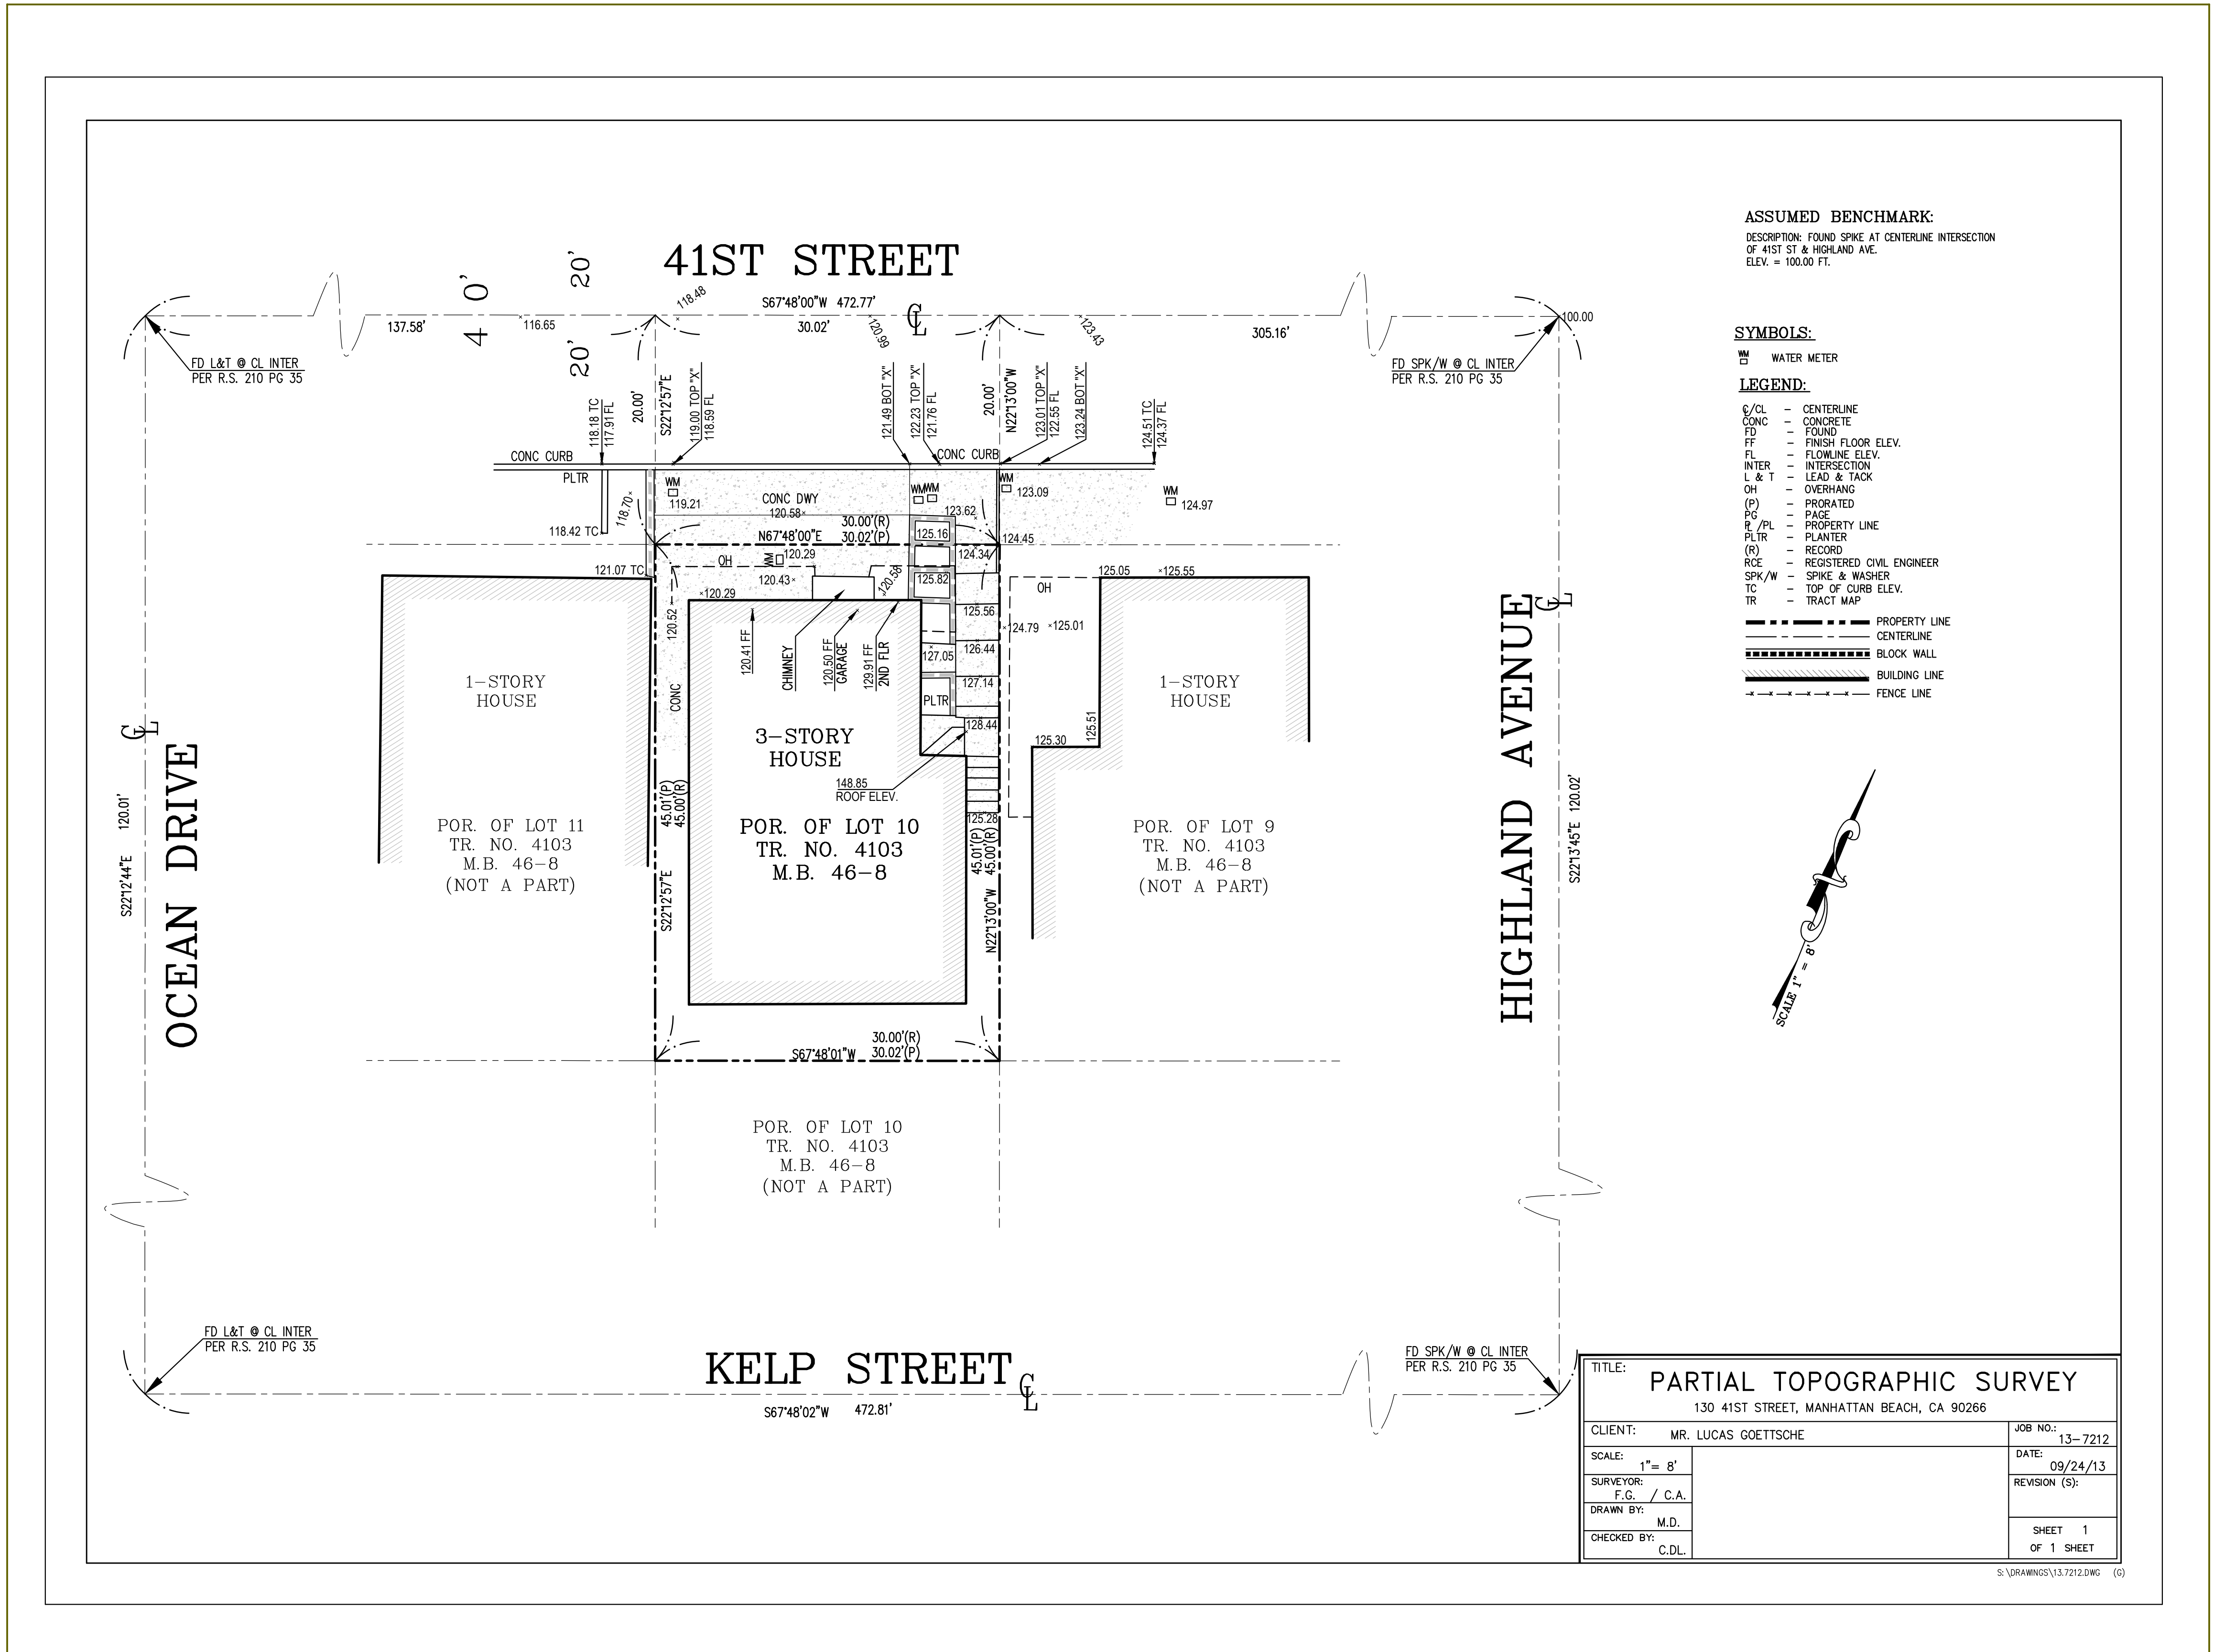 ASSUMED BENCHMARK:
DESCRIPTION: FOUND SPIKE AT CENTERLINE INTERSECTION
OF 41ST ST & HIGHLAND AVE.
ELEV. = 100.00 FT.
SYMBOLS:
WM WATER METER
LEGEND:
℄/CL – CENTERLINE
CONC – CONCRETE
FD – FOUND
FF – FINISH FLOOR ELEV.
FL – FLOWLINE ELEV.
INTER – INTERSECTION
L & T – LEAD & TACK
OH – OVERHANG
(P) – PRORATED
PG – PAGE
PL /PL – PROPERTY LINE
PLTR – PLANTER
(R) – RECORD
RCE – REGISTERED CIVIL ENGINEER
SPK/W – SPIKE & WASHER
TC – TOP OF CURB ELEV.
TR – TRACT MAP
PROPERTY LINE
CENTERLINE
BLOCK WALL
BUILDING LINE
FENCE LINE
SCALE 1" = 8'
41ST STREET
S67°48'00"W 472.77'
℄
137.58'
30.02'
305.16'
40'
20'
20'
116.65
118.48
120.99
123.43
100.00
FD L&T @ CL INTER
PER R.S. 210 PG 35
FD SPK/W @ CL INTER
PER R.S. 210 PG 35
118.18 TC
117.91 FL
20.00'
S22°12'57"E
119.00 TOP "X"
118.59 FL
121.49 BOT "X"
122.23 TOP "X"
121.76 FL
20.00'
N22°13'00"W
123.01 TOP "X"
122.55 FL
123.24 BOT "X"
124.51 TC
124.37 FL
CONC CURB
CONC CURB
PLTR
118.70
118.42 TC
WM
119.21
CONC DWY
120.58
WM
WM
WM
123.09
WM
124.97
123.62
30.00'(R)
N67°48'00"E 30.02'(P)
125.16
124.45
124.34
OH
WM
120.29
120.43
120.58
125.82
121.07 TC
120.29
120.52
125.05
125.55
OH
125.56
124.79
125.01
126.44
127.05
127.14
120.41 FF
CHIMNEY
120.50 FF
GARAGE
129.91 FF
2ND FLR
PLTR
CONC
128.44
125.30
125.51
148.85
ROOF ELEV.
125.28
1-STORY
HOUSE
3-STORY
HOUSE
1-STORY
HOUSE
POR. OF LOT 11
TR. NO. 4103
M.B. 46-8
(NOT A PART)
45.01'(P)
45.00'(R)
S22°12'57"E
POR. OF LOT 10
TR. NO. 4103
M.B. 46-8
45.01'(P)
N22°13'00"W 45.00'(R)
POR. OF LOT 9
TR. NO. 4103
M.B. 46-8
(NOT A PART)
30.00'(R)
S67°48'01"W 30.02'(P)
POR. OF LOT 10
TR. NO. 4103
M.B. 46-8
(NOT A PART)
℄
OCEAN DRIVE
S22°12'44"E 120.01'
℄
HIGHLAND AVENUE
S22°13'45"E 120.02'
FD L&T @ CL INTER
PER R.S. 210 PG 35
KELP STREET
℄
S67°48'02"W 472.81'
FD SPK/W @ CL INTER
PER R.S. 210 PG 35
TITLE:
PARTIAL TOPOGRAPHIC SURVEY
130 41ST STREET, MANHATTAN BEACH, CA 90266
CLIENT: MR. LUCAS GOETTSCHE
JOB NO.:
13-7212
SCALE:
1"= 8'
DATE:
09/24/13
SURVEYOR:
F.G. / C.A.
REVISION (S):
DRAWN BY:
M.D.
CHECKED BY:
C.DL.
SHEET 1
OF 1 SHEET
S:\DRAWINGS\13.7212.DWG (G)